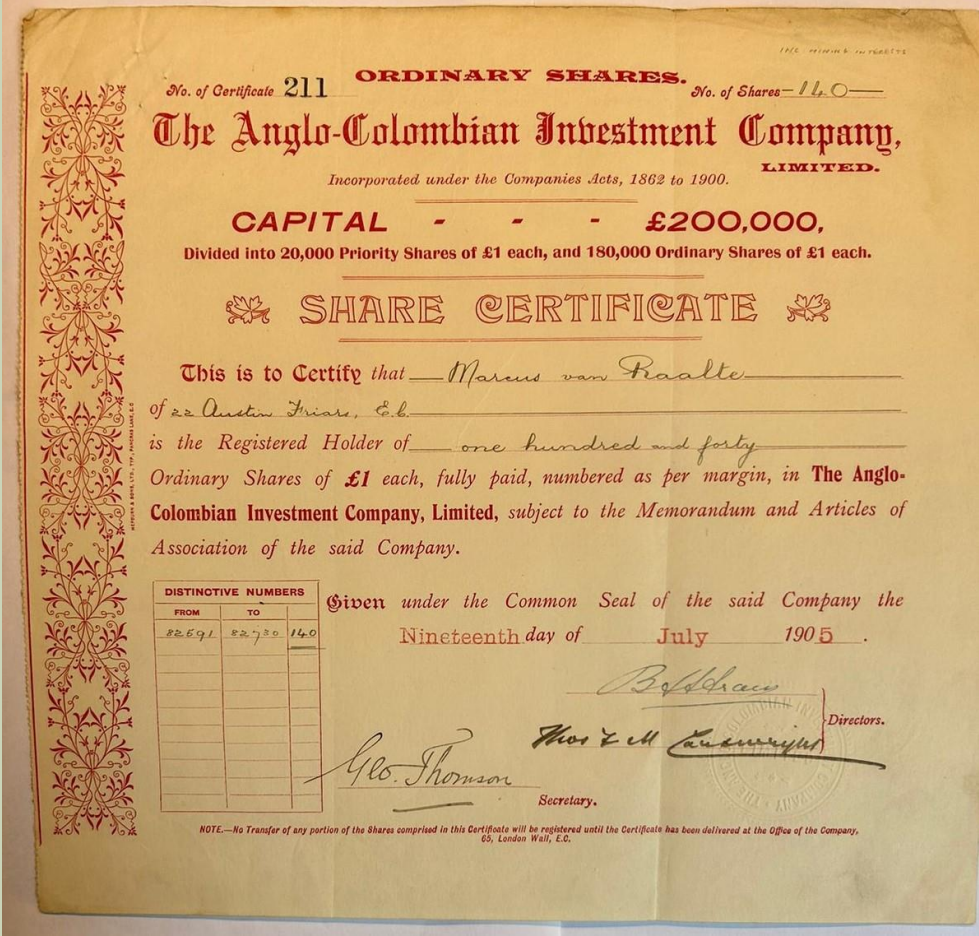 INC. MINING INTERESTS
ORDINARY SHARES.
No. of Certificate 211
No. of Shares 140
The Anglo-Colombian Investment Company,
LIMITED.
Incorporated under the Companies Acts, 1862 to 1900.
CAPITAL - - - £200,000,
Divided into 20,000 Priority Shares of £1 each, and 180,000 Ordinary Shares of £1 each.
SHARE CERTIFICATE
This is to Certify that Marcus van Raalte
of 22 Austin Friars, E.C.
is the Registered Holder of one hundred and forty
Ordinary Shares of £1 each, fully paid, numbered as per margin, in The Anglo-
Colombian Investment Company, Limited, subject to the Memorandum and Articles of
Association of the said Company.
DISTINCTIVE NUMBERS
FROM TO
82591 82730 140
Given under the Common Seal of the said Company the
Nineteenth day of July 1905.
Directors.
Geo. Thomson
Secretary.
NOTE.—No Transfer of any portion of the Shares comprised in this Certificate will be registered until the Certificate has been delivered at the Office of the Company,
65, London Wall, E.C.